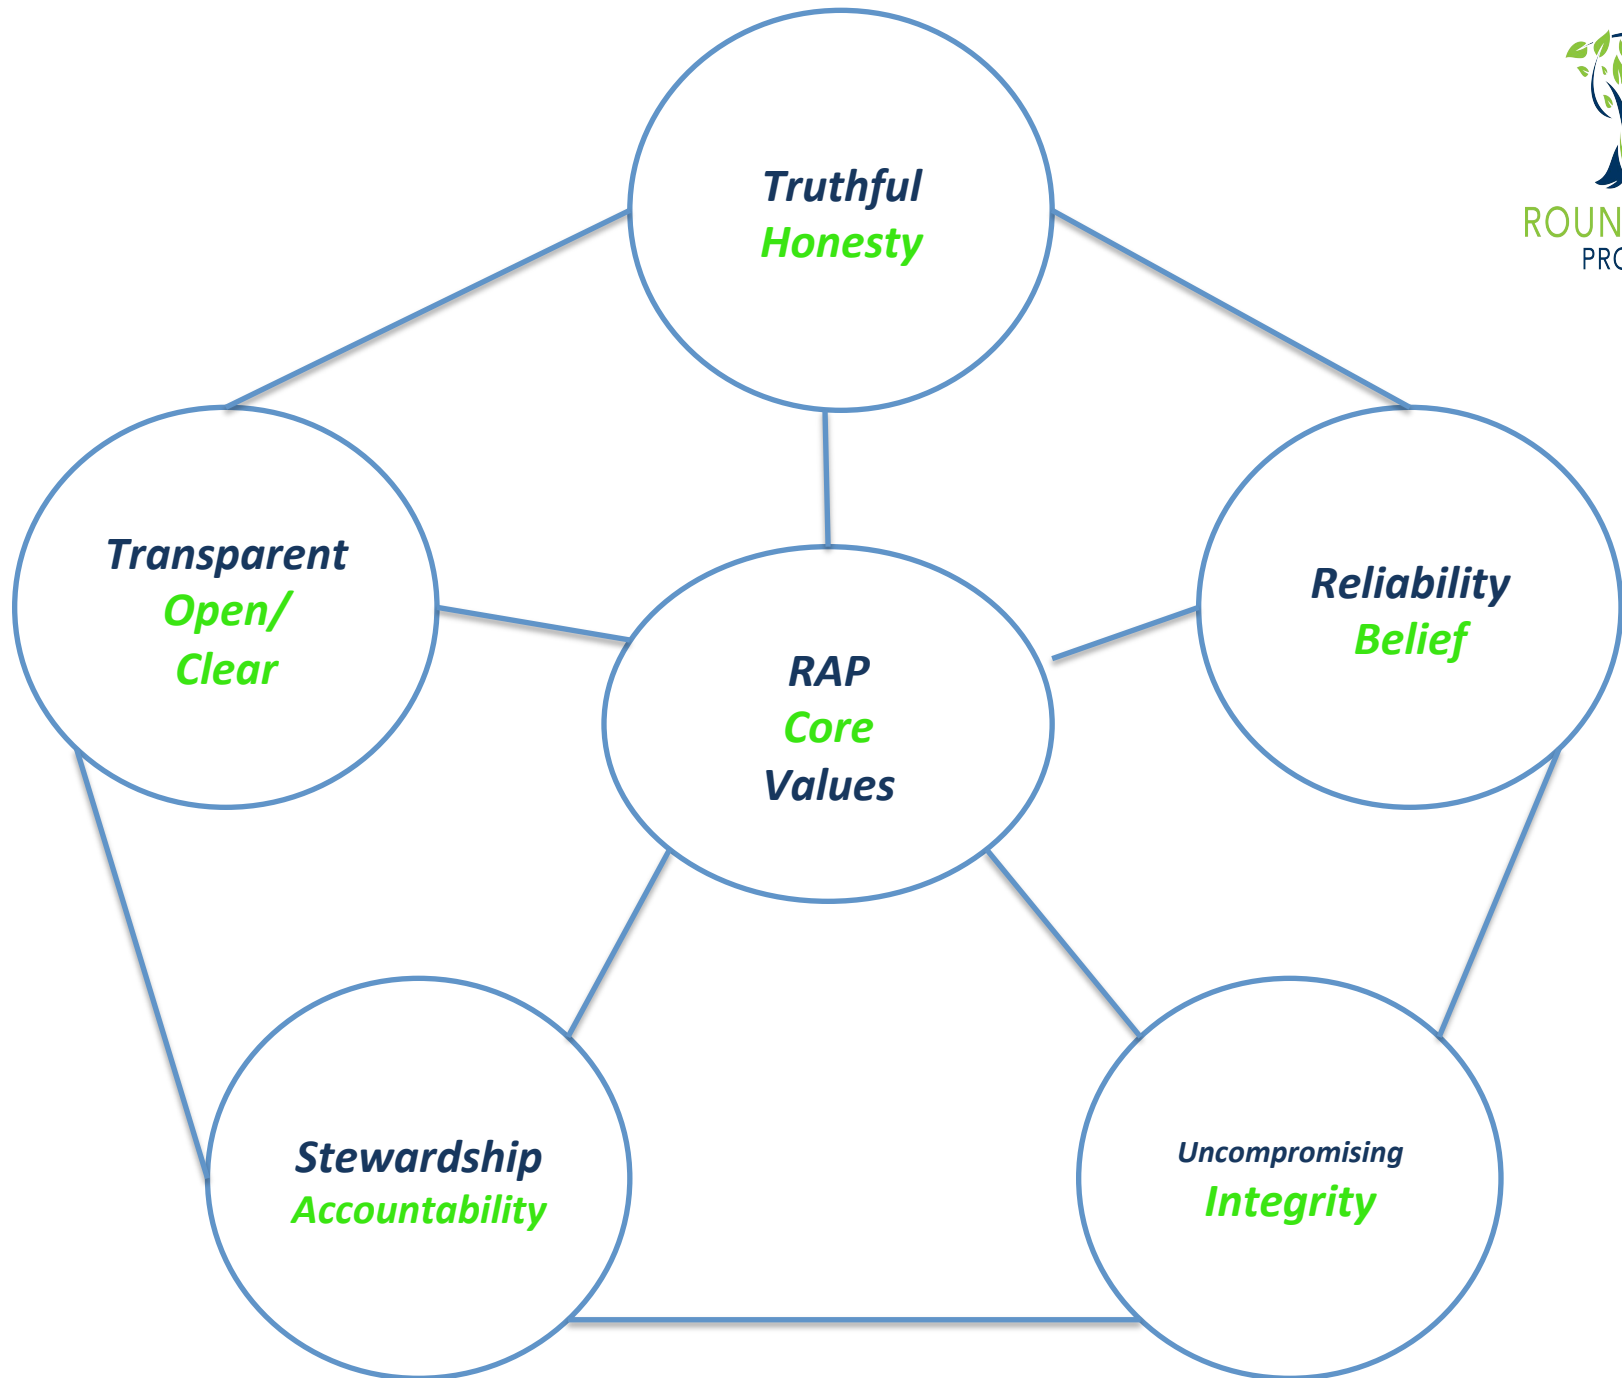 Truthful
Honesty
Transparent
Open/
Clear
Reliability
Belief
RAP
Core
Values
Stewardship
Accountability
Uncompromising
Integrity